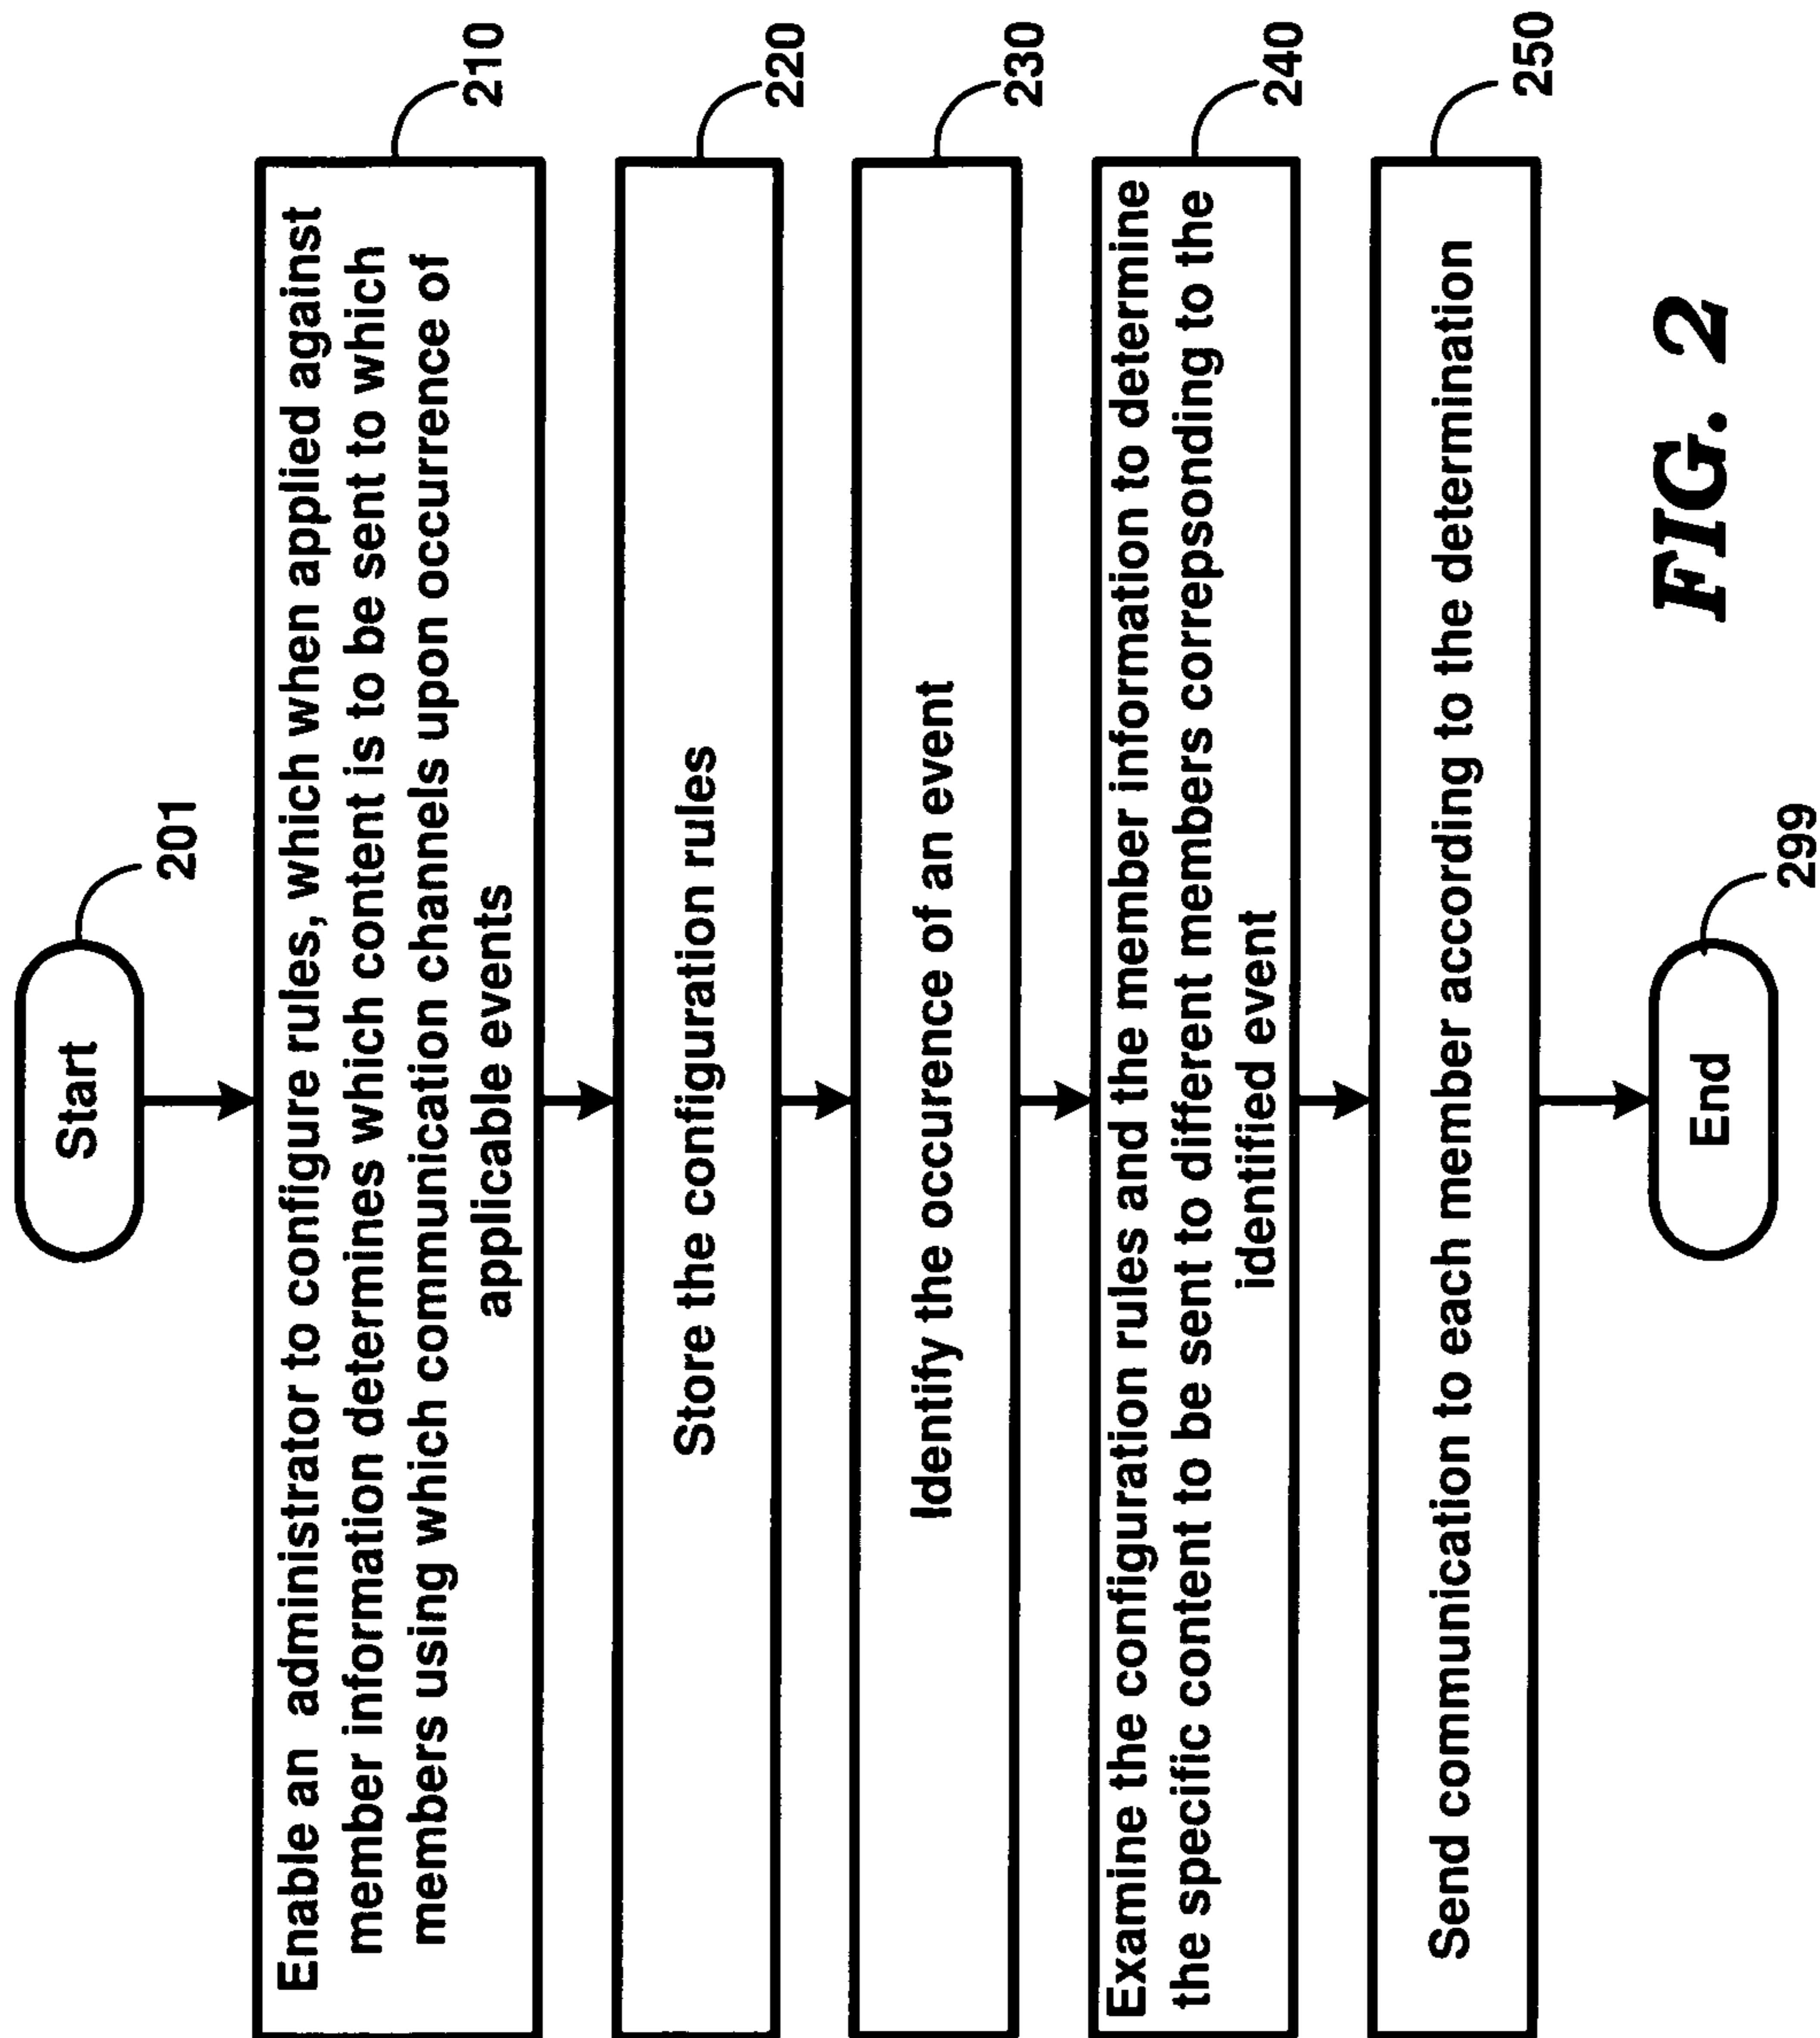 Start
201
Enable an administrator to configure rules, which when applied against
member information determines which content is to be sent to which
members using which communication channels upon occurrence of
applicable events
210
Store the configuration rules
220
Identify the occurence of an event
230
Examine the configuration rules and the member information to determine
the specific content to be sent to different members correpsonding to the
identified event
240
Send communication to each member according to the determination
250
End
299
FIG. 2